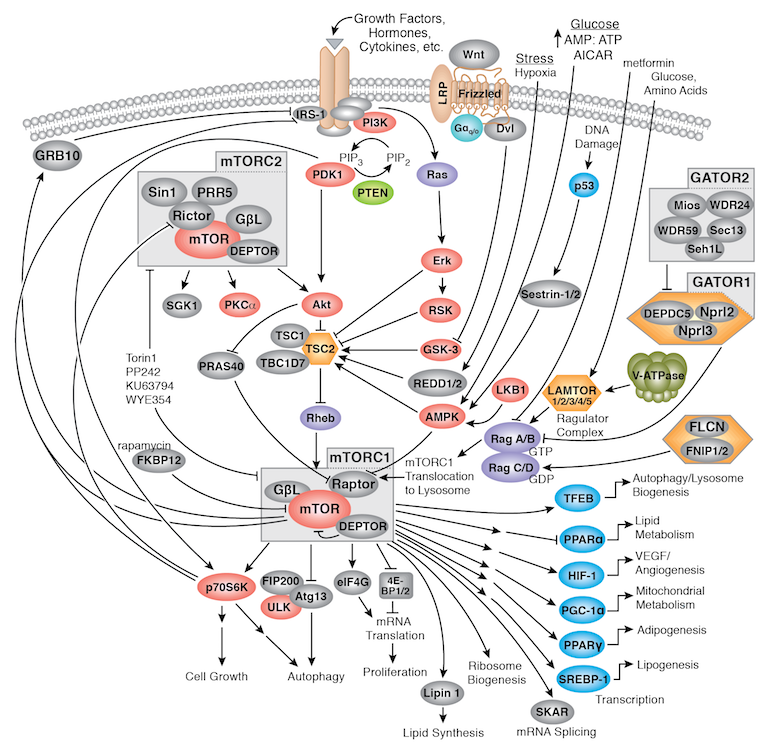 Growth Factors,
Hormones,
Cytokines, etc.
Glucose
AMP: ATP
AICAR
Stress
Hypoxia
metformin
Glucose,
Amino Acids
Wnt
LRP
Frizzled
Gαq/o
Dvl
IRS-1
PI3K
GRB10
PIP3
PIP2
PDK1
PTEN
Ras
DNA
Damage
p53
mTORC2
Sin1
PRR5
Rictor
GβL
mTOR
DEPTOR
GATOR2
Mios
WDR24
WDR59
Sec13
Seh1L
SGK1
PKCα
Akt
Erk
RSK
Sestrin-1/2
GATOR1
DEPDC5
Nprl2
Nprl3
TSC1
TSC2
TBC1D7
GSK-3
PRAS40
REDD1/2
Torin1
PP242
KU63794
WYE354
LKB1
LAMTOR
1/2/3/4/5
V-ATPase
Ragulator
Complex
Rheb
AMPK
Rag A/B
GTP
Rag C/D
GDP
FLCN
FNIP1/2
rapamycin
FKBP12
mTORC1
GβL
Raptor
mTOR
DEPTOR
mTORC1
Translocation
to Lysosome
TFEB
Autophagy/Lysosome
Biogenesis
PPARα
Lipid
Metabolism
HIF-1
VEGF/
Angiogenesis
PGC-1α
Mitochondrial
Metabolism
PPARγ
Adipogenesis
SREBP-1
Lipogenesis
Transcription
p70S6K
FIP200
ULK
Atg13
eIF4G
4E-
BP1/2
mRNA
Translation
Cell Growth
Autophagy
Proliferation
Ribosome
Biogenesis
Lipin 1
Lipid Synthesis
SKAR
mRNA Splicing